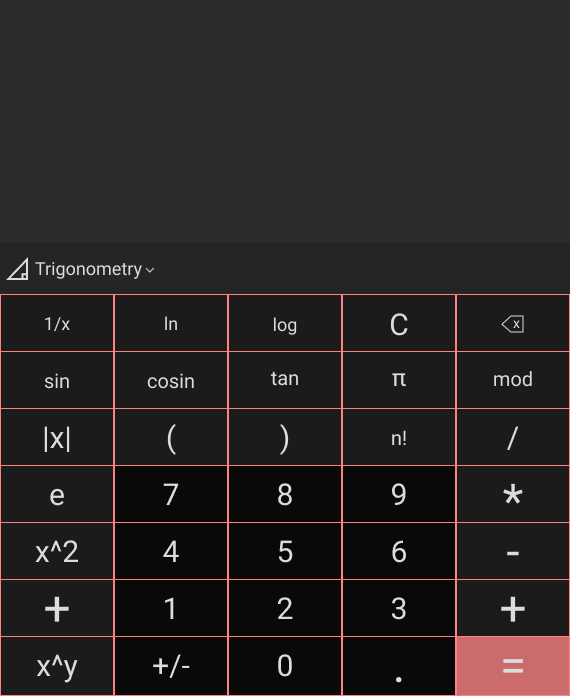 Trigonometry
1/x ln log C x
sin cosin tan π mod
|x| ( ) n! /
e 7 8 9 *
x^2 4 5 6 -
+ 1 2 3 +
x^y +/- 0 . =